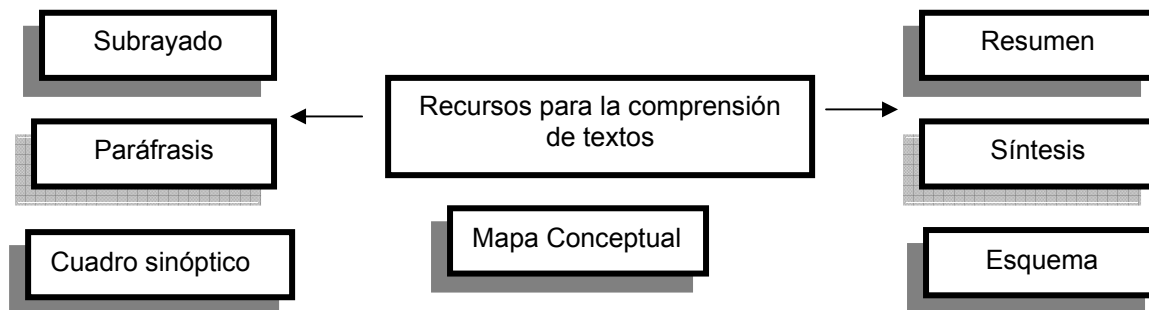 Subrayado
Resumen
Recursos para la comprensión
de textos
Paráfrasis
Síntesis
Mapa Conceptual
Cuadro sinóptico
Esquema